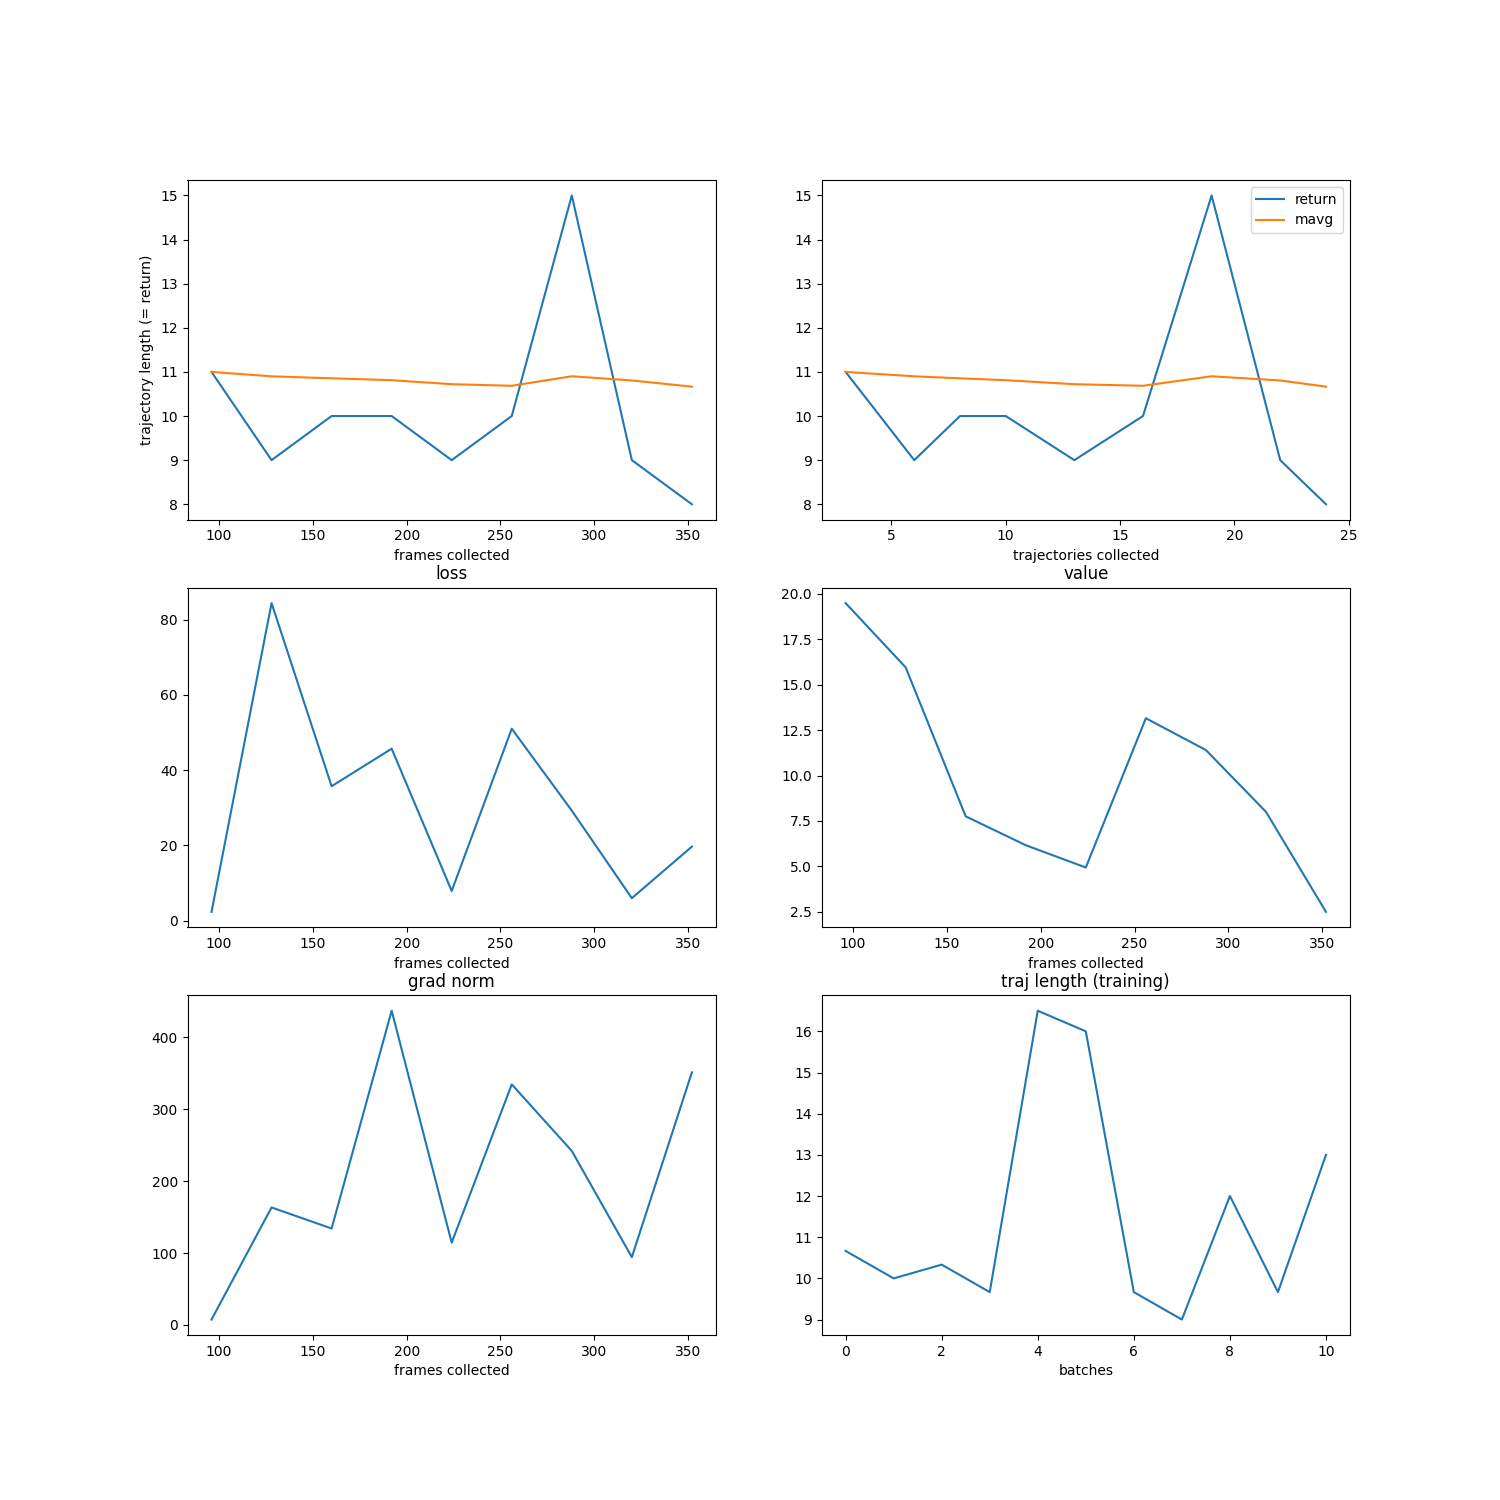 15
14
13
12
11
10
9
8
trajectory length (= return)
100 150 200 250 300 350
frames collected
15
14
13
12
11
10
9
8
return
mavg
5 10 15 20 25
trajectories collected
loss
80
60
40
20
0
100 150 200 250 300 350
frames collected
value
20.0
17.5
15.0
12.5
10.0
7.5
5.0
2.5
100 150 200 250 300 350
frames collected
grad norm
400
300
200
100
0
100 150 200 250 300 350
frames collected
traj length (training)
16
15
14
13
12
11
10
9
0 2 4 6 8 10
batches